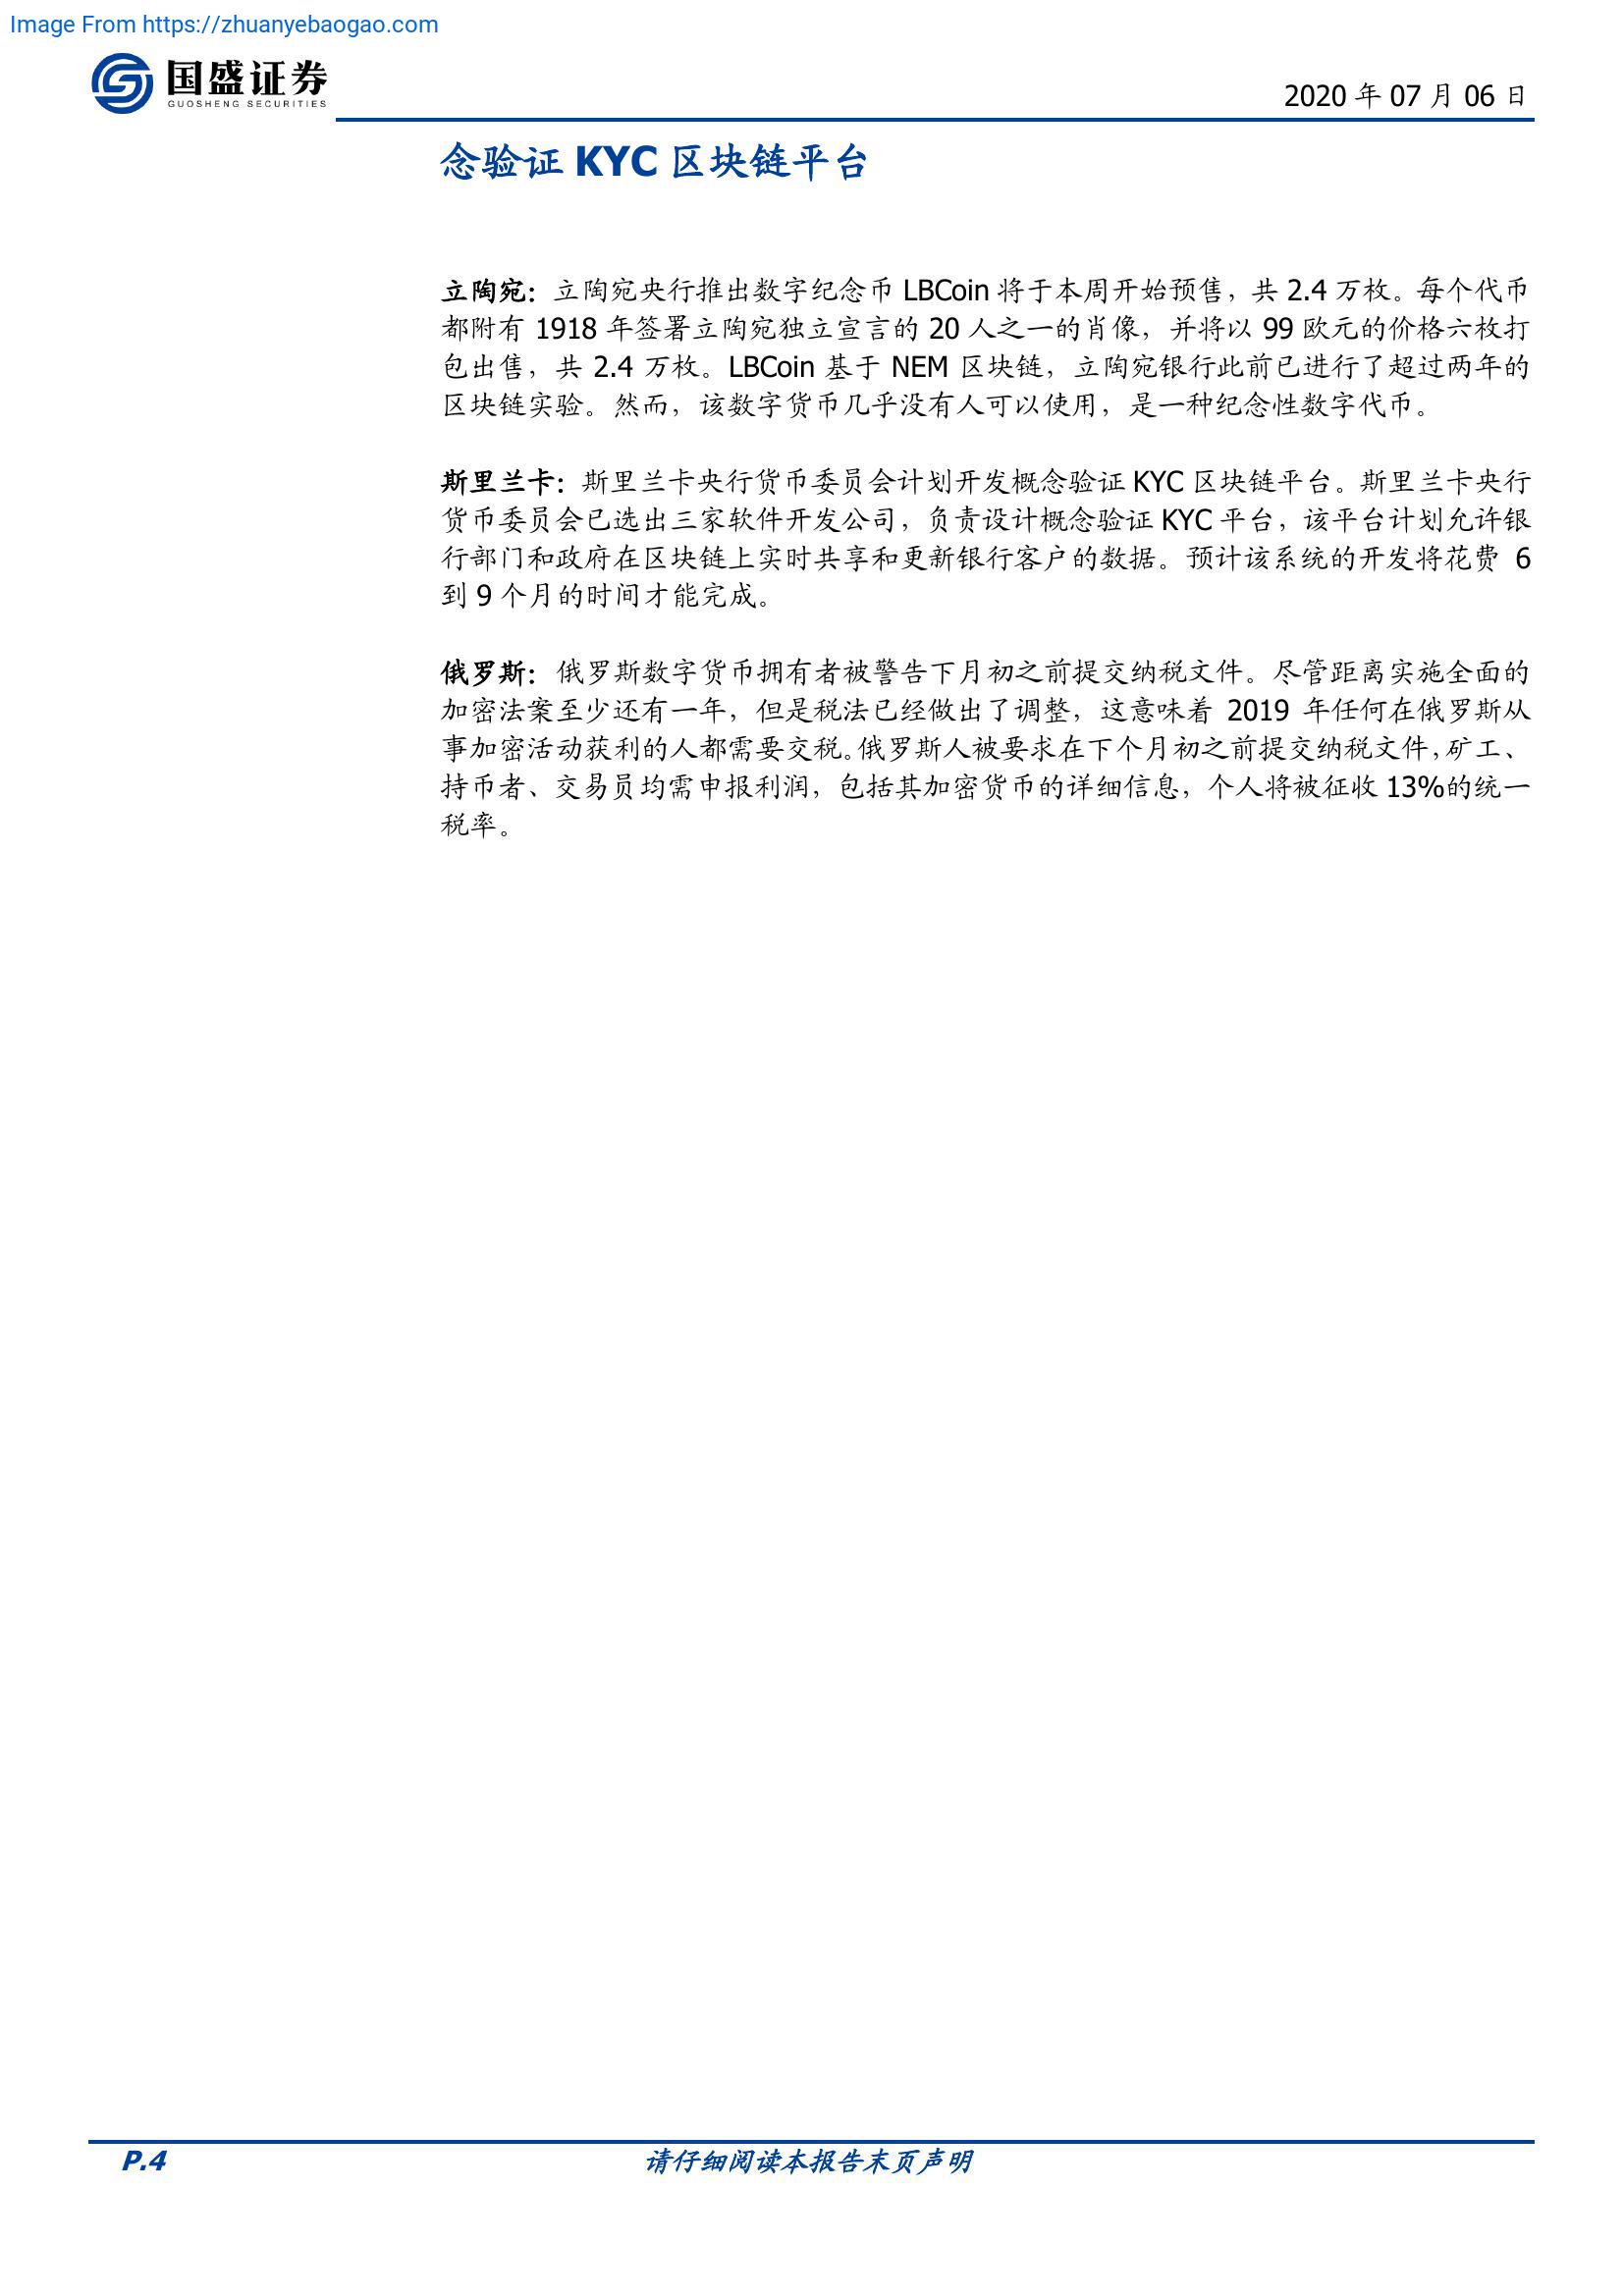 Image From https://zhuanyebaogao.com
国盛证券
GUOSHENG SECURITIES
2020 年 07 月 06 日
念验证 KYC 区块链平台
立陶宛：立陶宛央行推出数字纪念币 LBCoin 将于本周开始预售，共 2.4 万枚。每个代币
都附有 1918 年签署立陶宛独立宣言的 20 人之一的肖像，并将以 99 欧元的价格六枚打
包出售，共 2.4 万枚。LBCoin 基于 NEM 区块链，立陶宛银行此前已进行了超过两年的
区块链实验。然而，该数字货币几乎没有人可以使用，是一种纪念性数字代币。
斯里兰卡：斯里兰卡央行货币委员会计划开发概念验证 KYC 区块链平台。斯里兰卡央行
货币委员会已选出三家软件开发公司，负责设计概念验证 KYC 平台，该平台计划允许银
行部门和政府在区块链上实时共享和更新银行客户的数据。预计该系统的开发将花费 6
到 9 个月的时间才能完成。
俄罗斯：俄罗斯数字货币拥有者被警告下月初之前提交纳税文件。尽管距离实施全面的
加密法案至少还有一年，但是税法已经做出了调整，这意味着 2019 年任何在俄罗斯从
事加密活动获利的人都需要交税。俄罗斯人被要求在下个月初之前提交纳税文件，矿工、
持币者、交易员均需申报利润，包括其加密货币的详细信息，个人将被征收 13%的统一
税率。
P.4
请仔细阅读本报告末页声明